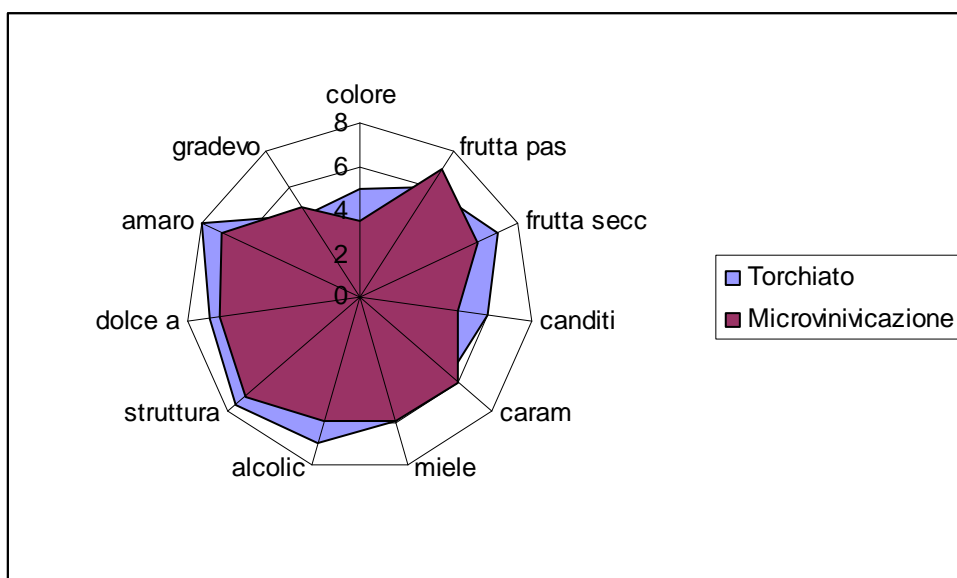 colore
8
frutta pas
6
frutta secc
4
canditi
2
caram
0
miele
alcolic
struttura
dolce a
amaro
gradevo
Torchiato
Microvinivicazione